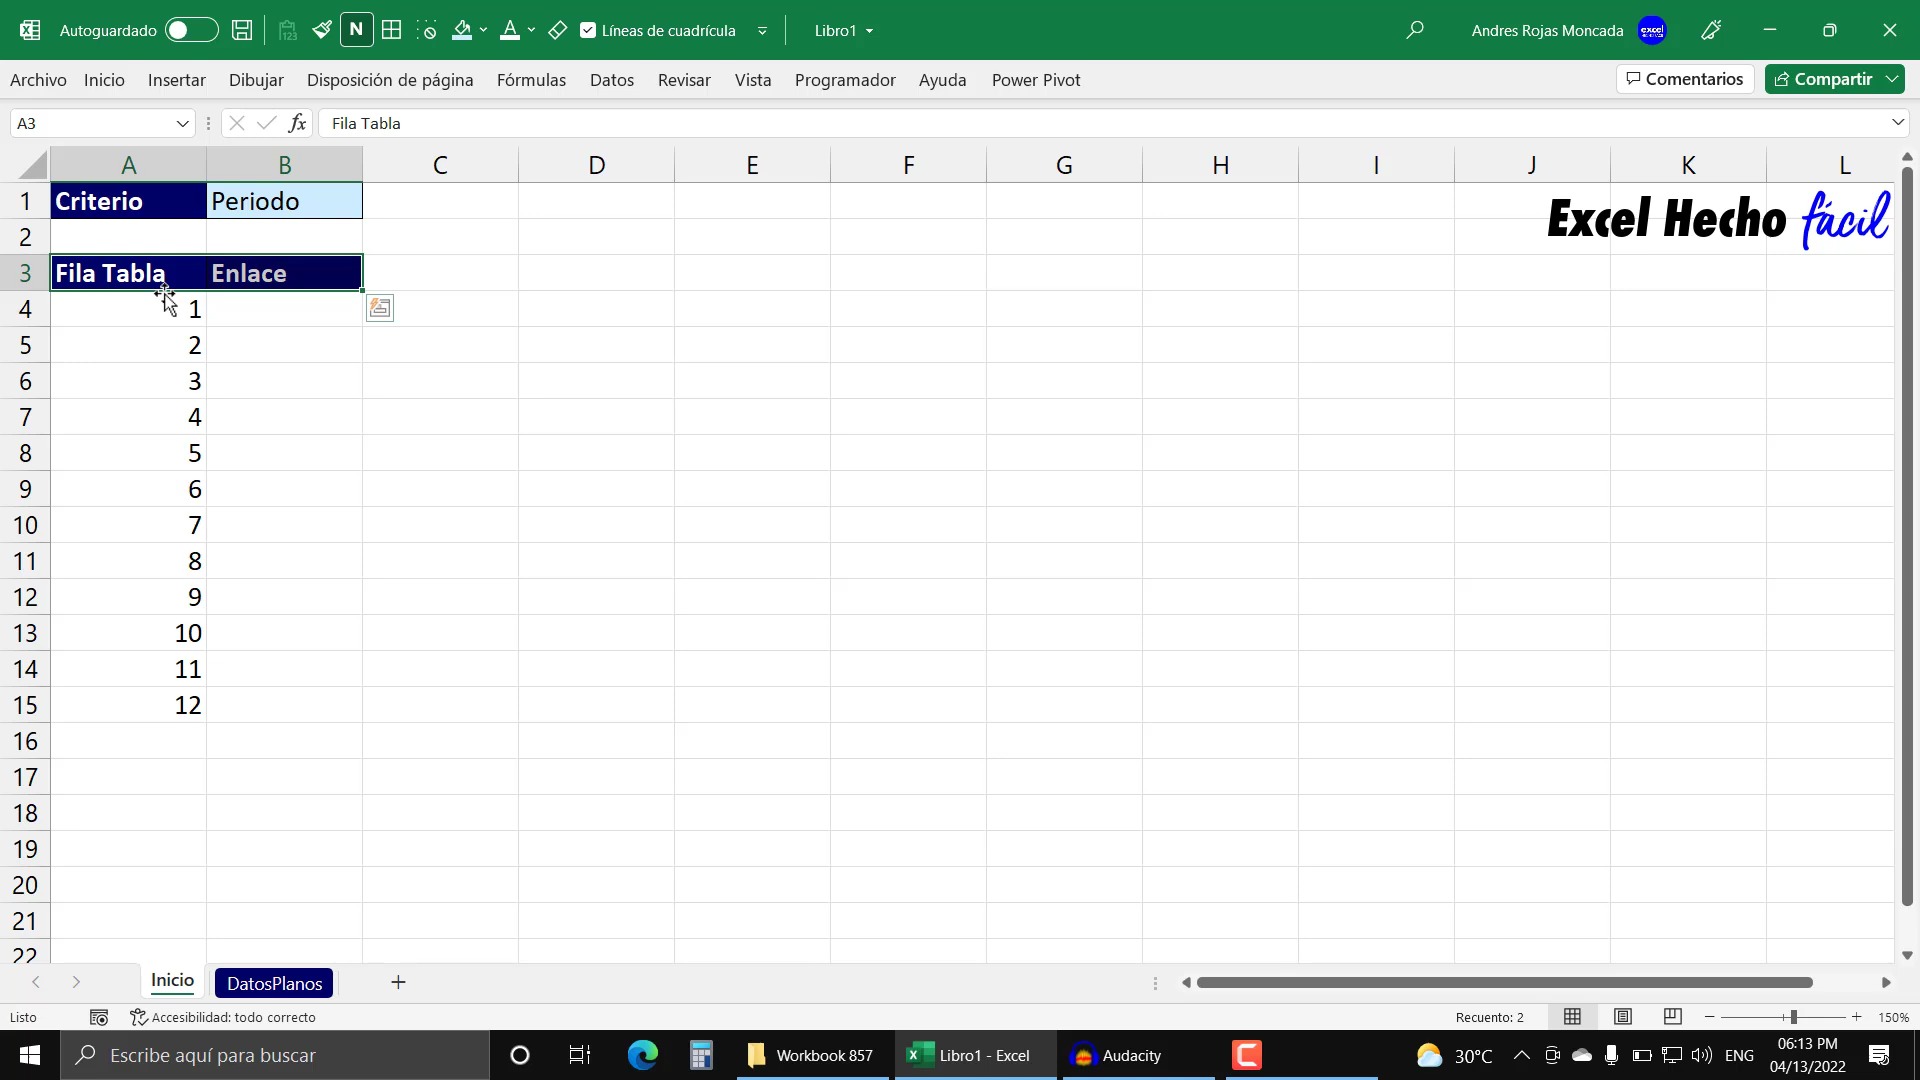 Autoguardado 123 N A Líneas de cuadrícula Libro1 Andres Rojas Moncada excel
Archivo Inicio Insertar Dibujar Disposición de página Fórmulas Datos Revisar Vista Programador Ayuda Power Pivot Comentarios Compartir
A3 fx Fila Tabla
A B C D E F G H I J K L
1 Criterio Periodo Excel Hecho fácil
2
3 Fila Tabla Enlace
4 1
5 2
6 3
7 4
8 5
9 6
10 7
11 8
12 9
13 10
14 11
15 12
16
17
18
19
20
21
22
Inicio DatosPlanos
Listo Accesibilidad: todo correcto Recuento: 2 150%
Escribe aquí para buscar Workbook 857 Libro1 - Excel Audacity 30°C ENG 06:13 PM
04/13/2022